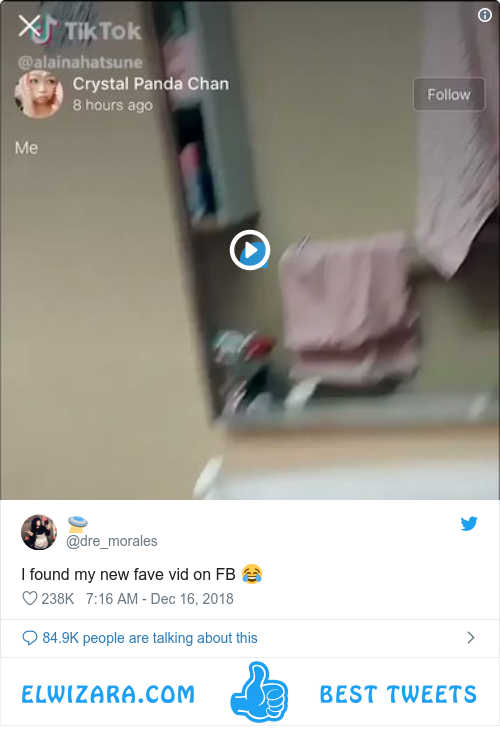 TikTok
@alainahatsune
Crystal Panda Chan
8 hours ago
Follow
Me
@dre_morales
I found my new fave vid on FB 😂
238K 7:16 AM - Dec 16, 2018
84.9K people are talking about this
ELWIZARA.COM BEST TWEETS